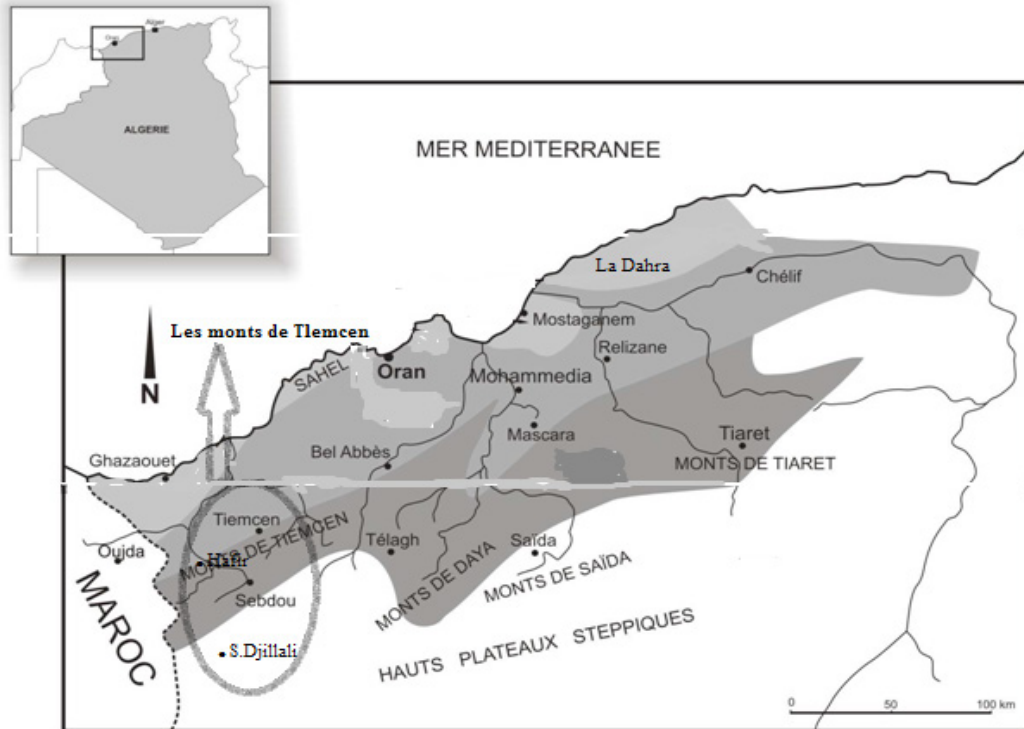 Alger
Oran
ALGERIE
MER MEDITERRANEE
La Dahra
Chélif
Les monts de Tlemcen
Mostaganem
SAHEL
Oran
Relizane
N
Mohammedia
Mascara
Tiaret
Bel Abbès
MONTS DE TIARET
Ghazaouet
Tiemcen
MONTS DE TIEMCEN
Oujda
Hafir
Télagh
Saïda
MAROC
Sebdou
MONTS DE DAYA
MONTS DE SAÏDA
S.Djillali
HAUTS PLATEAUX STEPPIQUES
0 50 100 km